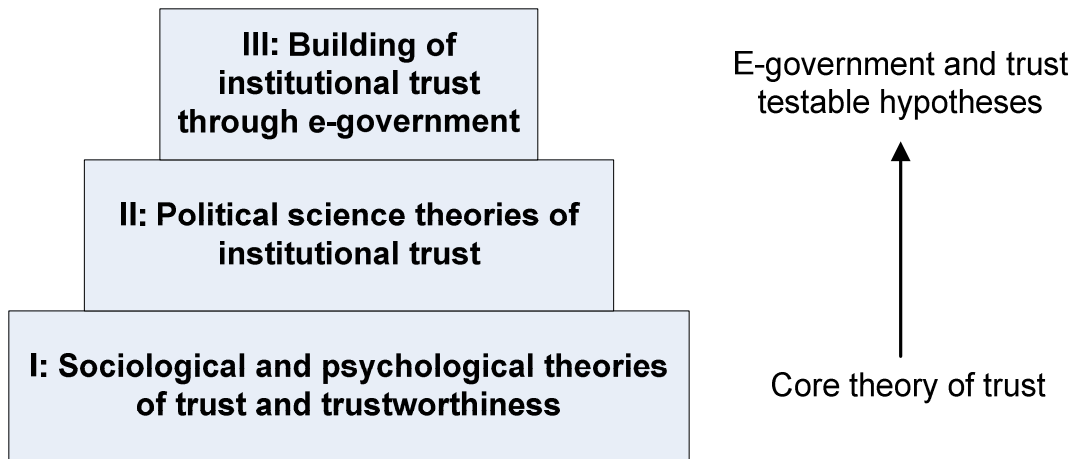 III: Building of
institutional trust
through e-government
E-government and trust
testable hypotheses
II: Political science theories of
institutional trust
I: Sociological and psychological theories
of trust and trustworthiness
Core theory of trust